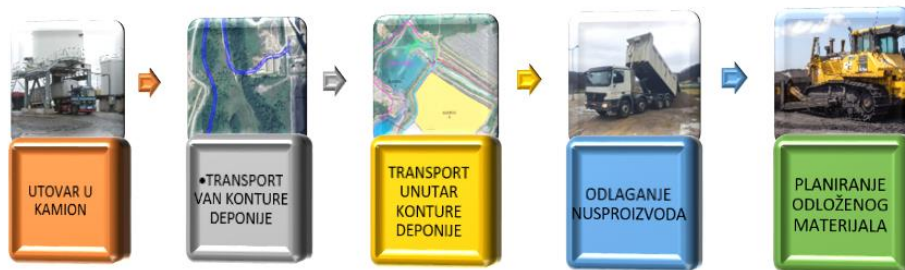 UTOVAR U
KAMION
•TRANSPORT
VAN KONTURE
DEPONIJE
TRANSPORT
UNUTAR
KONTURE
DEPONIJE
ODLAGANJE
NUSPROIZVODA
PLANIRANJE
ODLOŽENOG
MATERIJALA